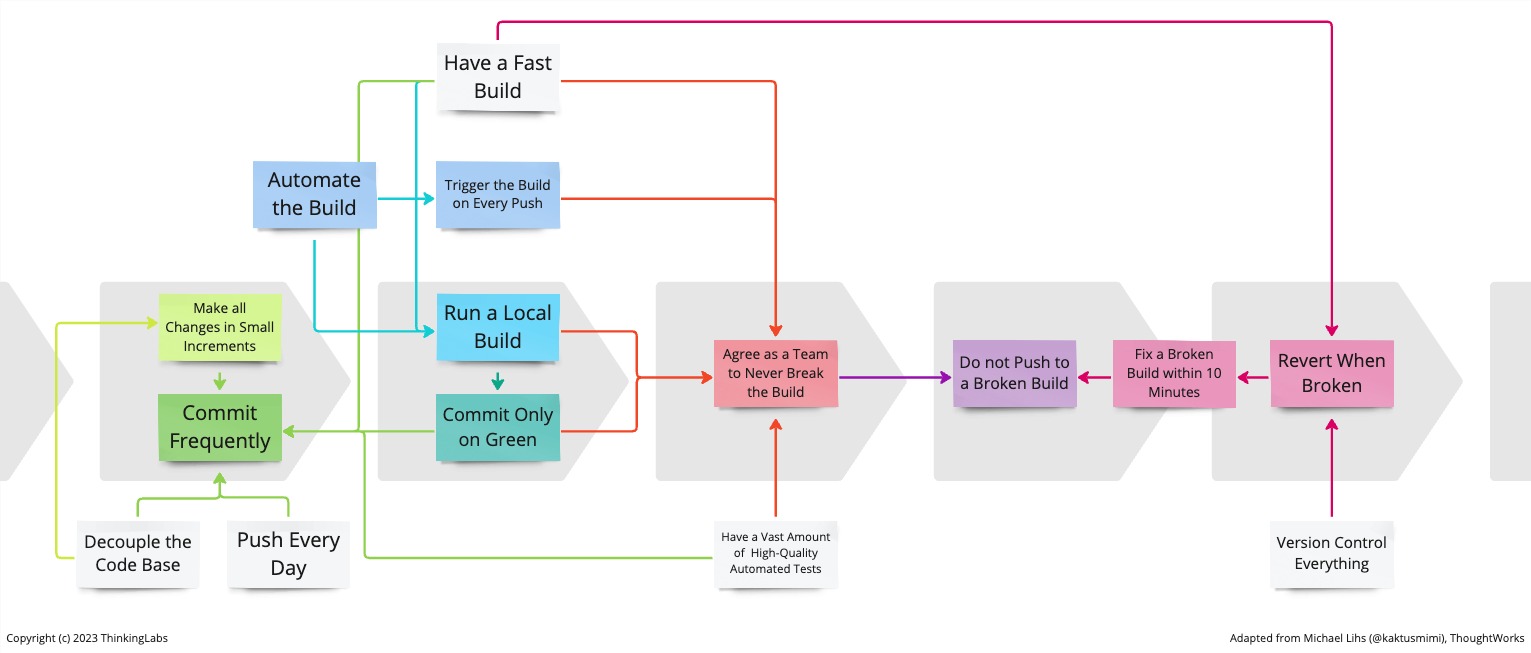 Have a Fast
Build
Automate
the Build
Trigger the Build
on Every Push
Make all
Changes in Small
Increments
Run a Local
Build
Commit
Frequently
Commit Only
on Green
Agree as a Team
to Never Break
the Build
Do not Push to
a Broken Build
Fix a Broken
Build within 10
Minutes
Revert When
Broken
Decouple the
Code Base
Push Every
Day
Have a Vast Amount
of High-Quality
Automated Tests
Version Control
Everything
Copyright (c) 2023 ThinkingLabs
Adapted from Michael Lihs (@kaktusmimi), ThoughtWorks